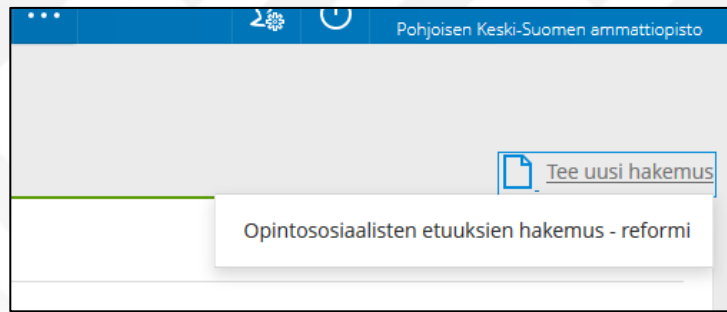 Pohjoisen Keski-Suomen ammattiopisto
Tee uusi hakemus
Opintososiaalisten etuuksien hakemus - reformi